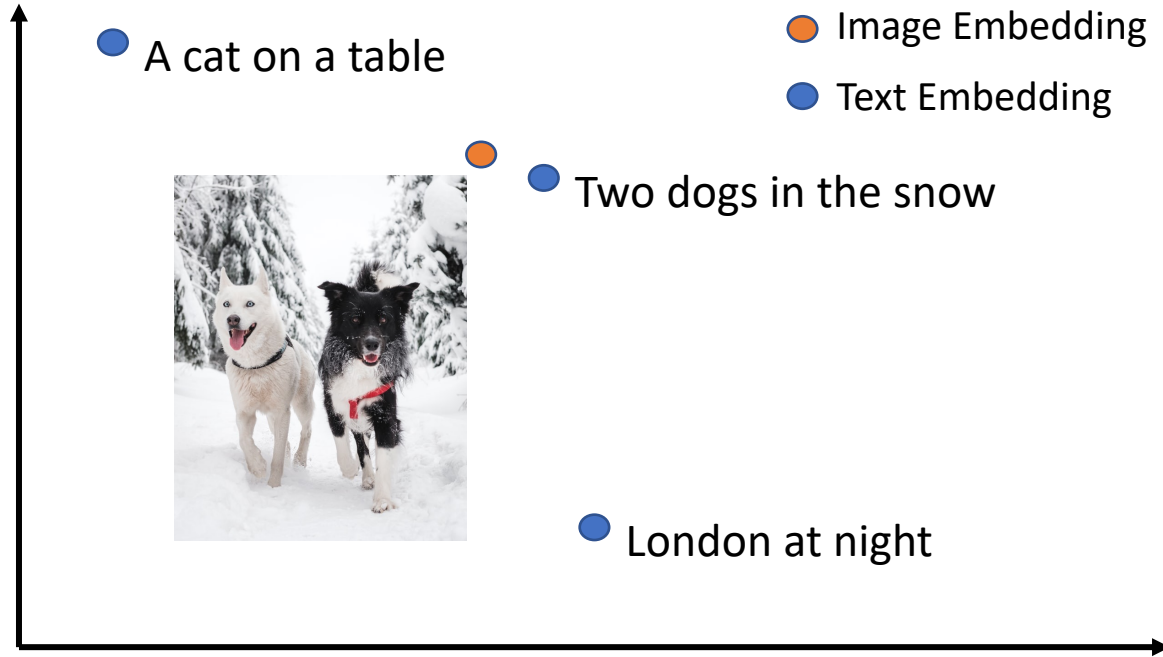 A cat on a table
Image Embedding
Text Embedding
Two dogs in the snow
London at night